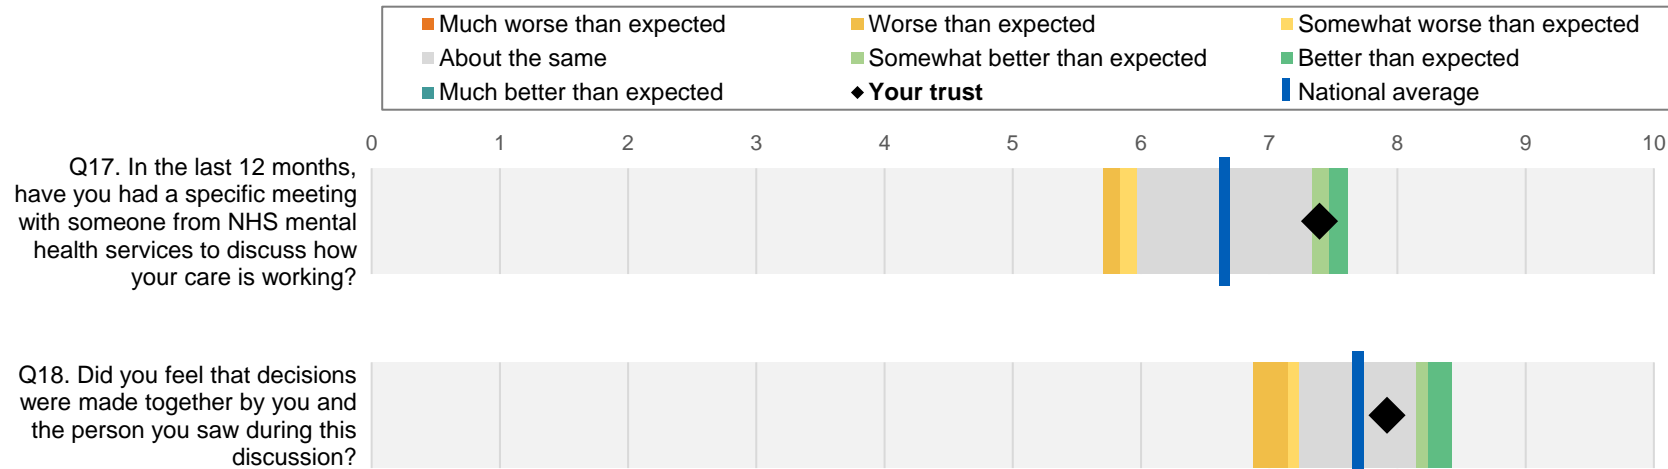 Much worse than expected
Worse than expected
Somewhat worse than expected
About the same
Somewhat better than expected
Better than expected
Much better than expected
Your trust
National average
0 1 2 3 4 5 6 7 8 9 10
Q17. In the last 12 months,
have you had a specific meeting
with someone from NHS mental
health services to discuss how
your care is working?
Q18. Did you feel that decisions
were made together by you and
the person you saw during this
discussion?